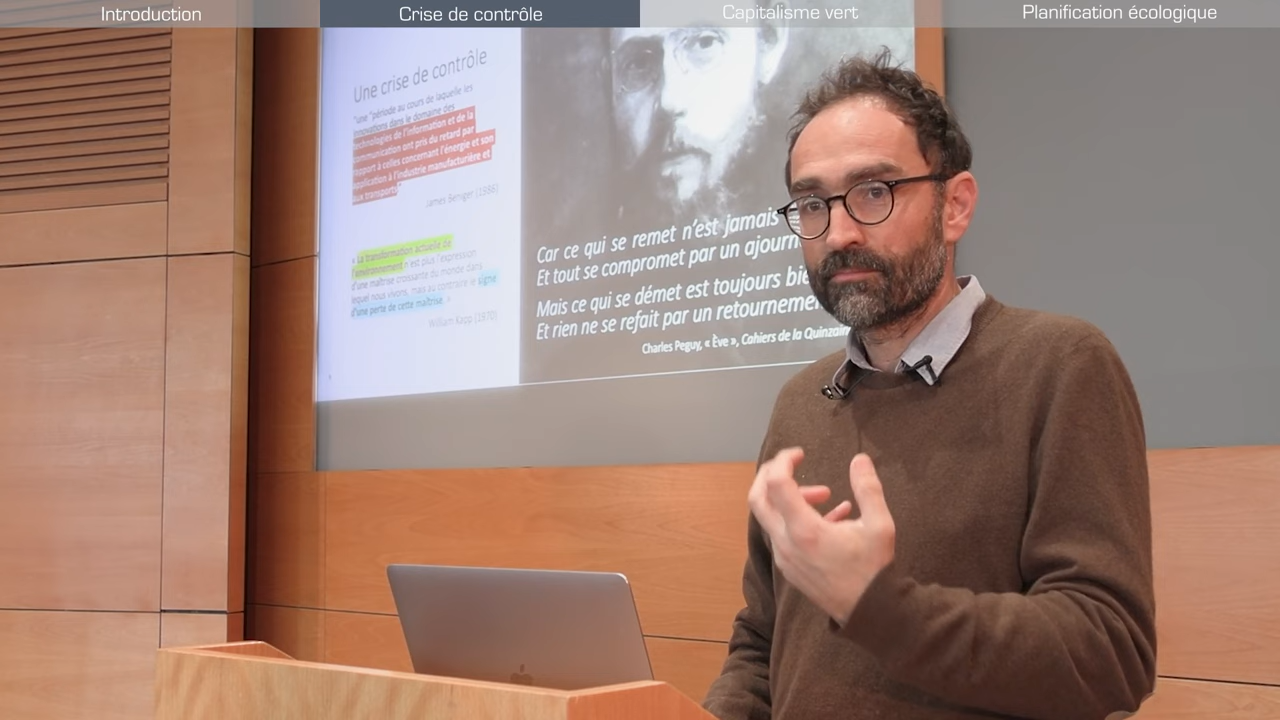 Introduction
Crise de contrôle
Capitalisme vert
Planification écologique
Une crise de contrôle
"une "période au cours de laquelle les
innovations dans le domaine des
technologies de l'information et de la
communication ont pris du retard par
rapport à celles concernant l'énergie et son
application à l'industrie manufacturière et
aux transports"
James Beniger (1986)
« La transformation actuelle de
l'environnement n'est plus l'expression
d'une maîtrise croissante du monde dans
lequel nous vivons, mais au contraire le signe
d'une perte de cette maîtrise. »
William Kapp (1970)
Car ce qui se remet n'est jamais
Et tout se compromet par un ajourn
Mais ce qui se démet est toujours bie
Et rien ne se refait par un retournemen
Charles Peguy, « Ève », Cahiers de la Quinzain